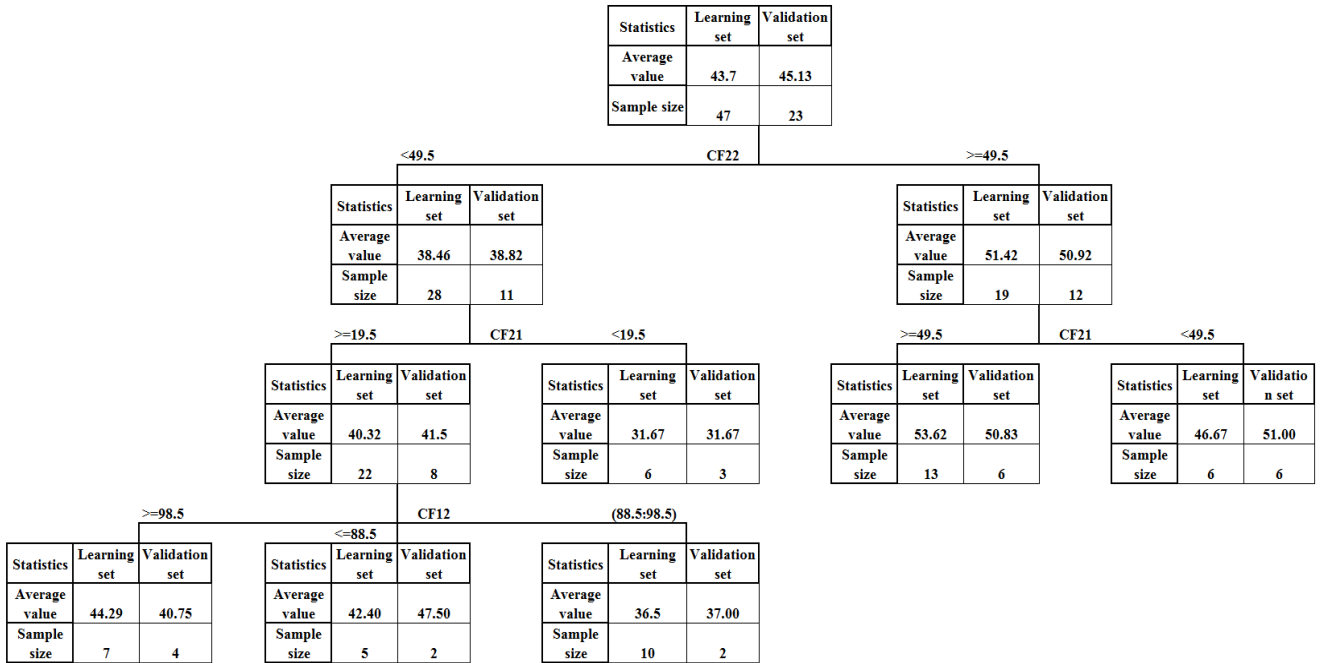 Statistics Learning set Validation set
Average value 43.7 45.13
Sample size 47 23
<49.5 CF22 >=49.5
Statistics Learning set Validation set
Average value 38.46 38.82
Sample size 28 11
Statistics Learning set Validation set
Average value 51.42 50.92
Sample size 19 12
>=19.5 CF21 <19.5
>=49.5 CF21 <49.5
Statistics Learning set Validation set
Average value 40.32 41.5
Sample size 22 8
Statistics Learning set Validation set
Average value 31.67 31.67
Sample size 6 3
Statistics Learning set Validation set
Average value 53.62 50.83
Sample size 13 6
Statistics Learning set Validatio n set
Average value 46.67 51.00
Sample size 6 6
>=98.5 CF12 (88.5:98.5)
<=88.5
Statistics Learning set Validation set
Average value 44.29 40.75
Sample size 7 4
Statistics Learning set Validation set
Average value 42.40 47.50
Sample size 5 2
Statistics Learning set Validation set
Average value 36.5 37.00
Sample size 10 2